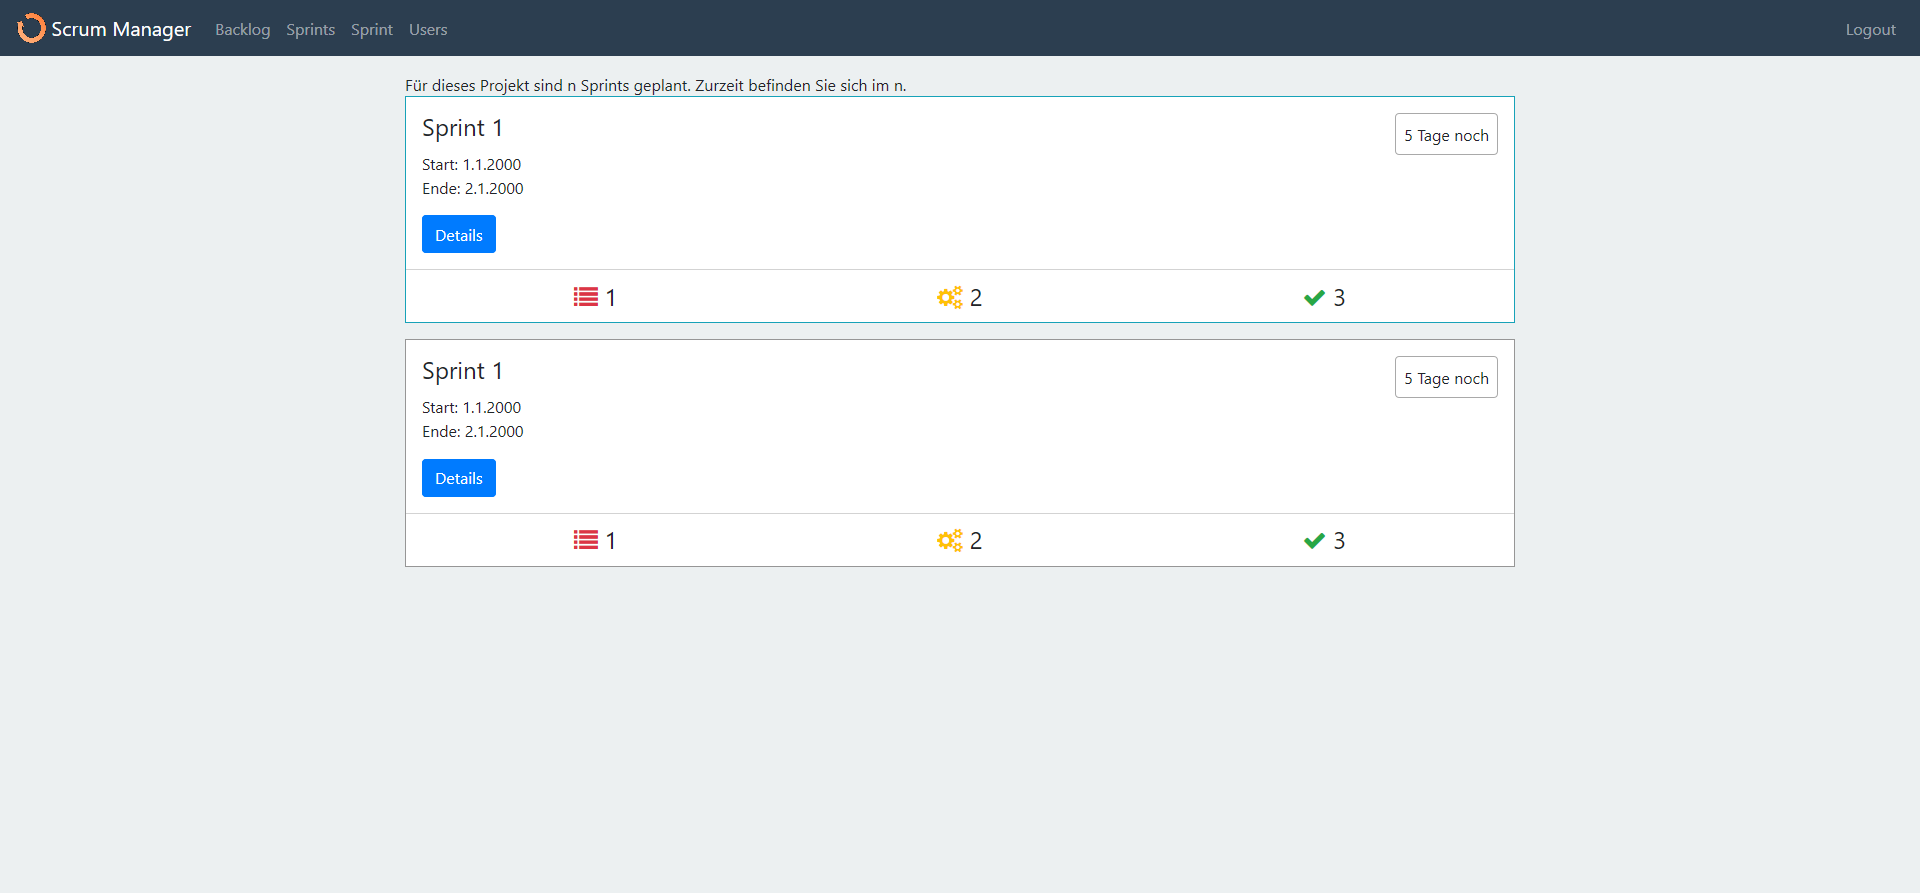 Scrum Manager Backlog Sprints Sprint Users Logout
Für dieses Projekt sind n Sprints geplant. Zurzeit befinden Sie sich im n.
Sprint 1
5 Tage noch
Start: 1.1.2000
Ende: 2.1.2000
Details
1 2 3
Sprint 1
5 Tage noch
Start: 1.1.2000
Ende: 2.1.2000
Details
1 2 3